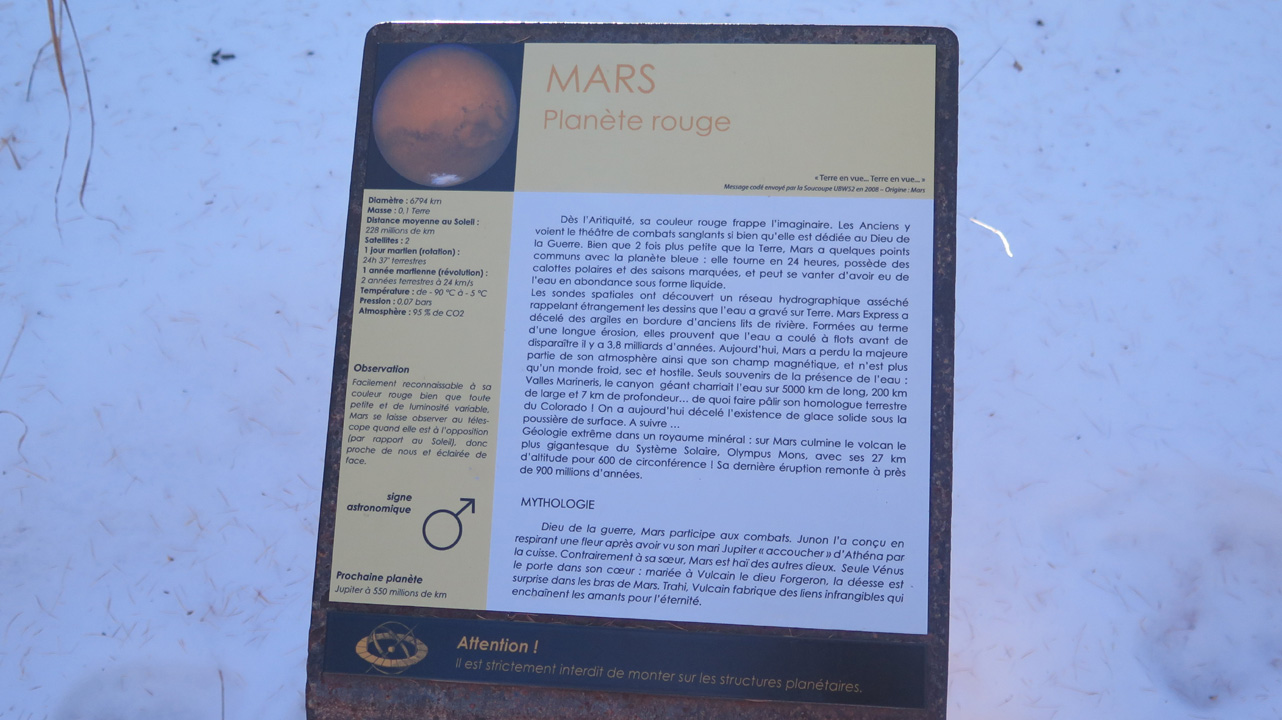 MARS
Planète rouge
« Terre en vue... Terre en vue... »
Message codé envoyé par la Soucoupe UBWS2 en 2008 – Origine : Mars
Diamètre : 6794 km
Masse : 0,1 Terre
Distance moyenne au Soleil :
228 millions de km
Satellites : 2
1 jour martien (rotation) :
24h 37' terrestres
1 année martienne (révolution) :
2 années terrestres à 24 km/s
Température : de - 90 °C à - 5 °C
Pression : 0,07 bars
Atmosphère : 95 % de CO2
Observation
Facilement reconnaissable à sa
couleur rouge bien que toute
petite et de luminosité variable,
Mars se laisse observer au téles-
cope quand elle est à l'opposition
(par rapport au Soleil), donc
proche de nous et éclairée de
face.
signe
astronomique
Prochaine planète
Jupiter à 550 millions de km
Dès l'Antiquité, sa couleur rouge frappe l'imaginaire. Les Anciens y
voient le théâtre de combats sanglants si bien qu'elle est dédiée au Dieu de
la Guerre. Bien que 2 fois plus petite que la Terre, Mars a quelques points
communs avec la planète bleue : elle tourne en 24 heures, possède des
calottes polaires et des saisons marquées, et peut se vanter d'avoir eu de
l'eau en abondance sous forme liquide.
Les sondes spatiales ont découvert un réseau hydrographique asséché
rappelant étrangement les dessins que l'eau a gravé sur Terre. Mars Express a
décelé des argiles en bordure d'anciens lits de rivière. Formées au terme
d'une longue érosion, elles prouvent que l'eau a coulé à flots avant de
disparaître il y a 3,8 milliards d'années. Aujourd'hui, Mars a perdu la majeure
partie de son atmosphère ainsi que son champ magnétique, et n'est plus
qu'un monde froid, sec et hostile. Seuls souvenirs de la présence de l'eau :
Valles Marineris, le canyon géant charriait l'eau sur 5000 km de long, 200 km
de large et 7 km de profondeur... de quoi faire pâlir son homologue terrestre
du Colorado ! On a aujourd'hui décelé l'existence de glace solide sous la
poussière de surface. A suivre ...
Géologie extrême dans un royaume minéral : sur Mars culmine le volcan le
plus gigantesque du Système Solaire, Olympus Mons, avec ses 27 km
d'altitude pour 600 de circonférence ! Sa dernière éruption remonte à près
de 900 millions d'années.
MYTHOLOGIE
Dieu de la guerre, Mars participe aux combats. Junon l'a conçu en
respirant une fleur après avoir vu son mari Jupiter « accoucher » d'Athéna par
la cuisse. Contrairement à sa sœur, Mars est haï des autres dieux. Seule Vénus
le porte dans son cœur : mariée à Vulcain le dieu Forgeron, la déesse est
surprise dans les bras de Mars. Trahi, Vulcain fabrique des liens infrangibles qui
enchaînent les amants pour l'éternité.
Attention !
Il est strictement interdit de monter sur les structures planétaires.